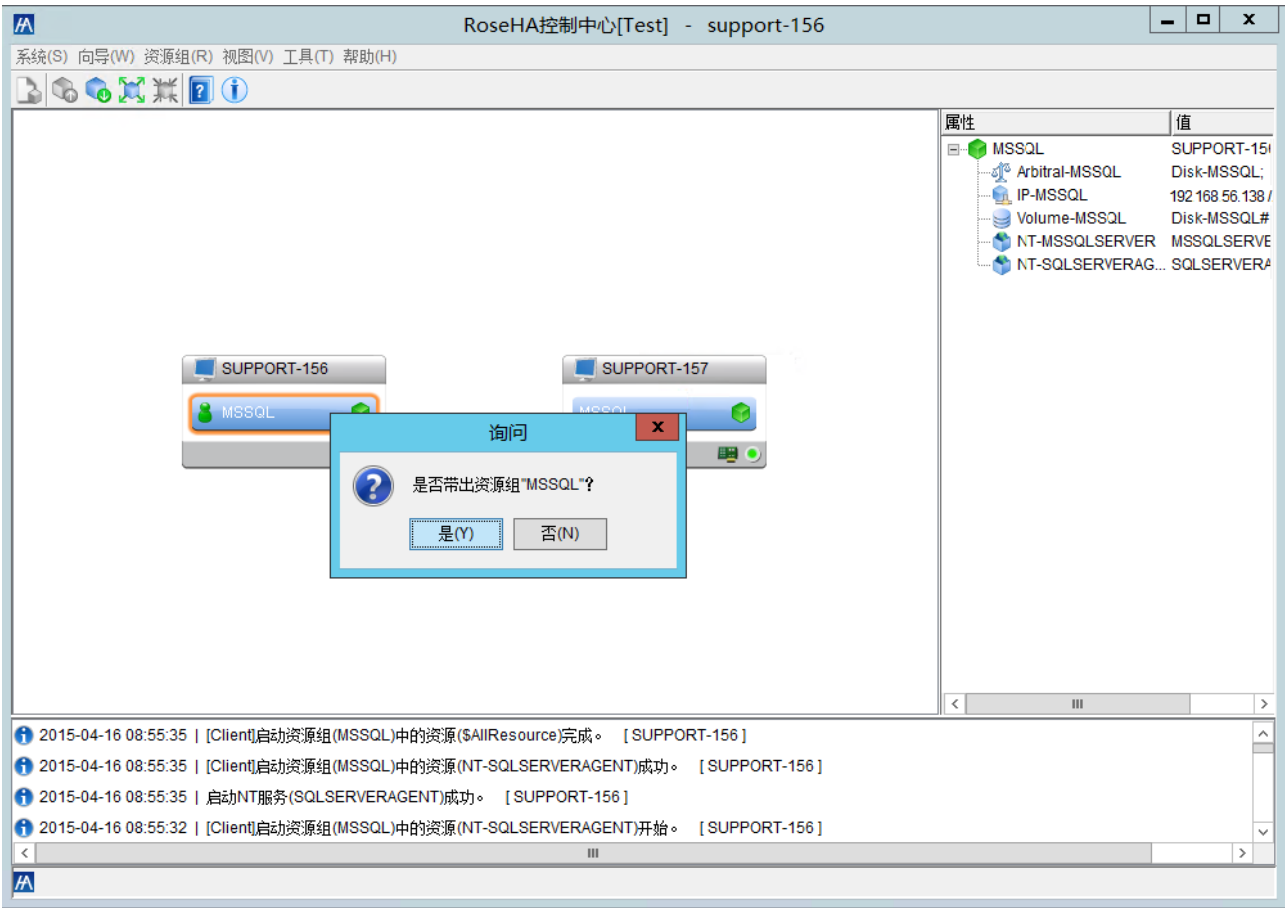 RoseHA控制中心[Test] - support-156
系统(S) 向导(W) 资源组(R) 视图(V) 工具(T) 帮助(H)
属性 值
MSSQL SUPPORT-15
Arbitral-MSSQL Disk-MSSQL;
IP-MSSQL 192 168 56.138 /
Volume-MSSQL Disk-MSSQL#
NT-MSSQLSERVER MSSQLSERVE
NT-SQLSERVERAG... SQLSERVERA
SUPPORT-156 SUPPORT-157
MSSQL MSSQL
询问
是否带出资源组"MSSQL"?
是(Y) 否(N)
2015-04-16 08:55:35 | [Client]启动资源组(MSSQL)中的资源($AllResource)完成。 [ SUPPORT-156 ]
2015-04-16 08:55:35 | [Client]启动资源组(MSSQL)中的资源(NT-SQLSERVERAGENT)成功。 [ SUPPORT-156 ]
2015-04-16 08:55:35 | 启动NT服务(SQLSERVERAGENT)成功。 [ SUPPORT-156 ]
2015-04-16 08:55:32 | [Client]启动资源组(MSSQL)中的资源(NT-SQLSERVERAGENT)开始。 [ SUPPORT-156 ]